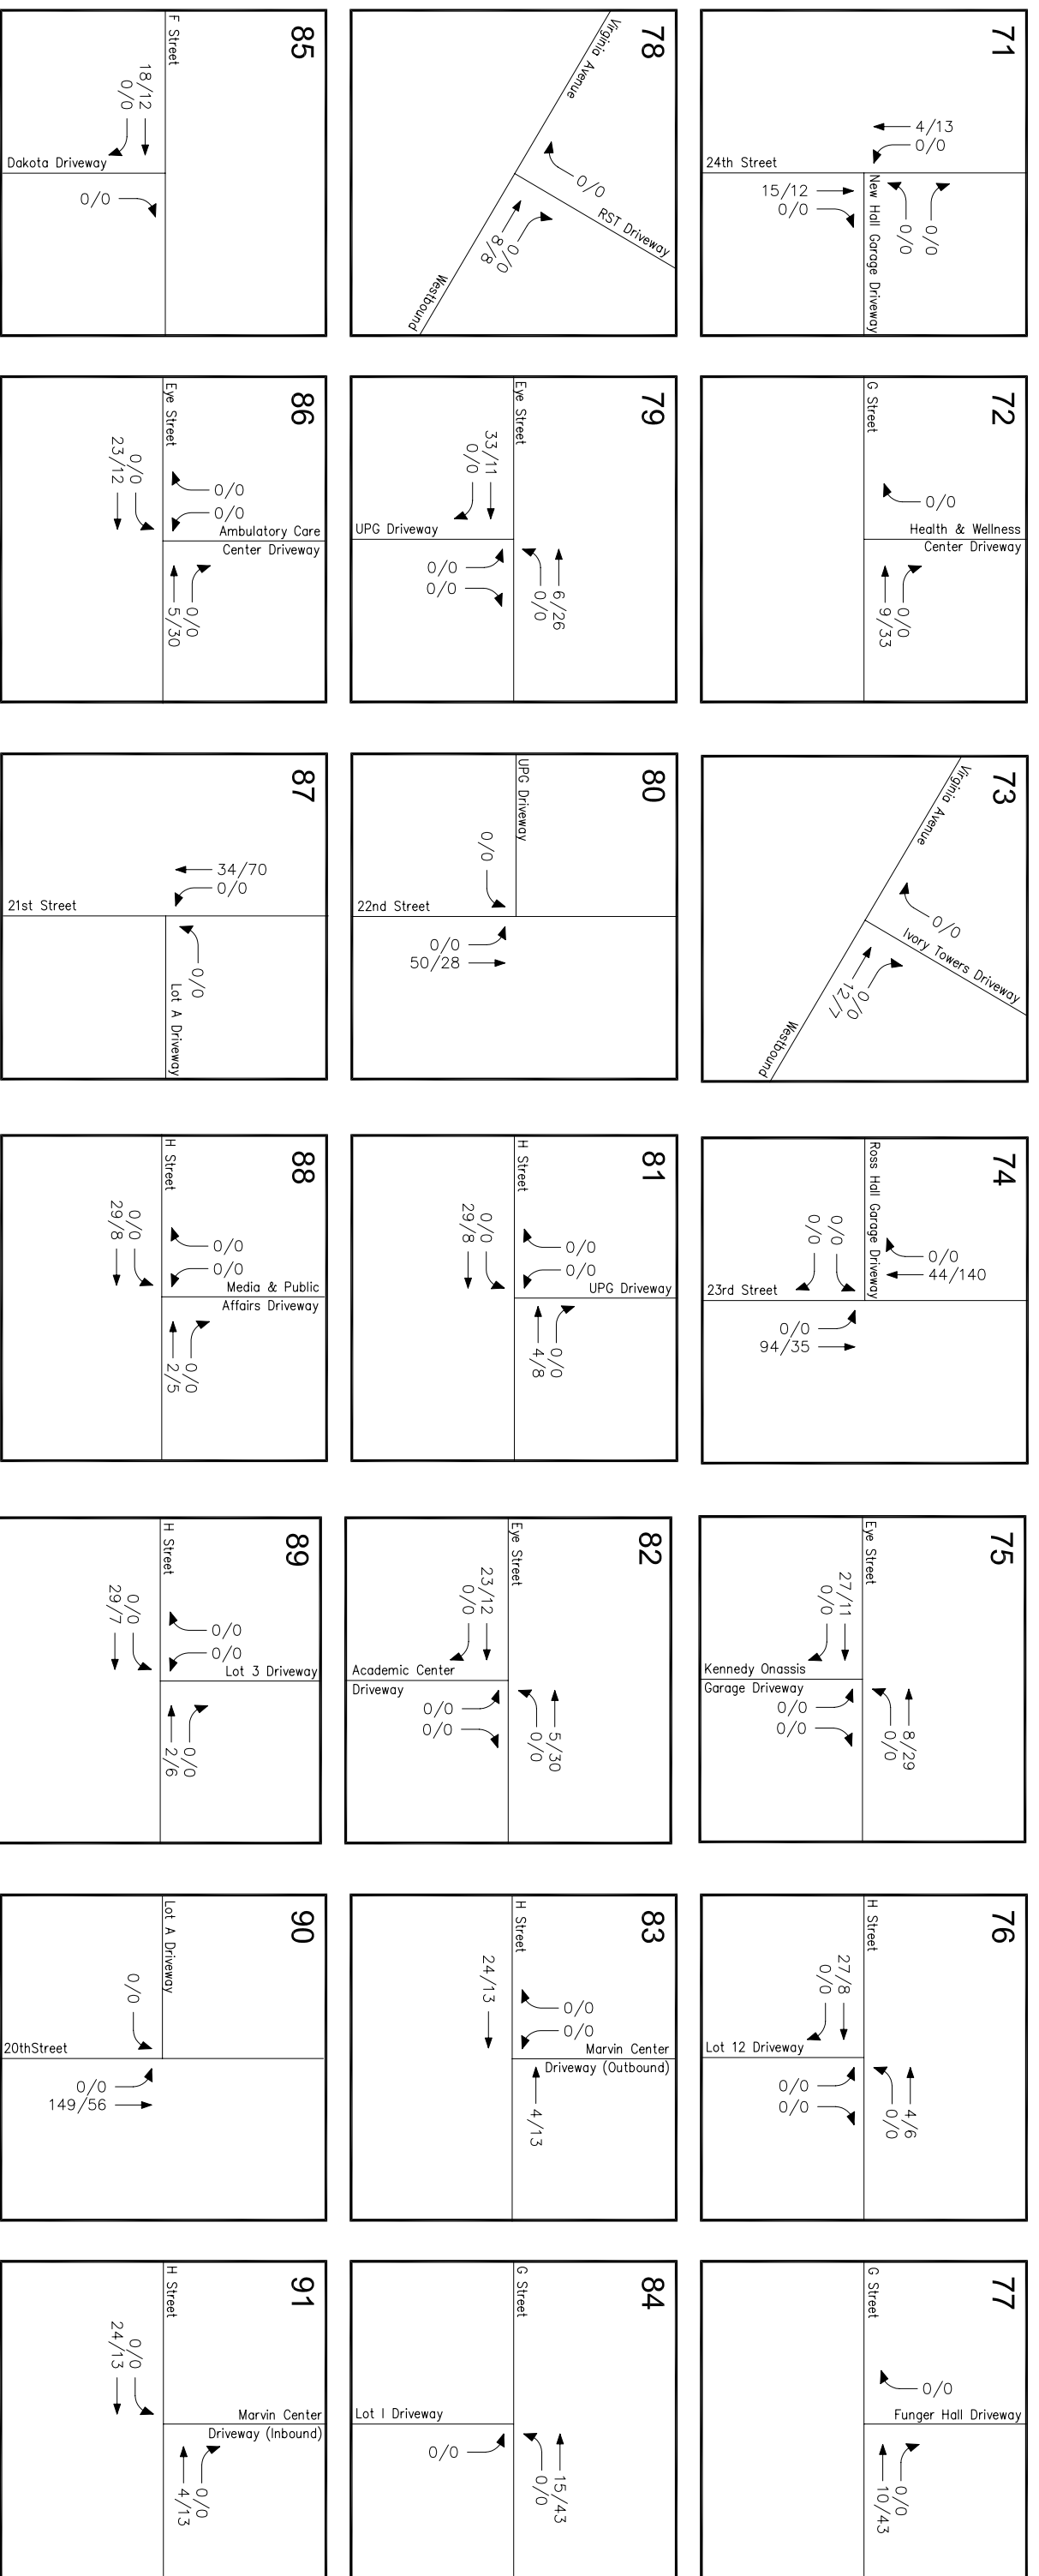 71
4/13
0/0
24th Street
15/12
0/0
New Hall Garage Driveway
0/0
0/0
72
G Street
0/0
Health & Wellness
Center Driveway
0/0
9/33
73
Virginia Avenue
0/0
Ivory Towers Driveway
0/0
12/7
Westbound
74
Ross Hall Garage Driveway
0/0
44/140
0/0
0/0
23rd Street
0/0
94/35
75
Eye Street
27/11
0/0
Kennedy Onassis
Garage Driveway
0/0
0/0
8/29
0/0
76
H Street
27/8
0/0
Lot 12 Driveway
0/0
0/0
4/6
0/0
77
G Street
0/0
Funger Hall Driveway
0/0
10/43
78
Virginia Avenue
0/0
RST Driveway
0/0
8/8
Westbound
79
Eye Street
33/11
0/0
UPG Driveway
0/0
0/0
6/26
0/0
80
UPG Driveway
0/0
22nd Street
0/0
50/28
81
H Street
0/0
29/8
0/0
0/0
UPG Driveway
0/0
4/8
82
Eye Street
23/12
0/0
Academic Center
Driveway
0/0
0/0
5/30
0/0
83
H Street
24/13
0/0
0/0
Marvin Center
Driveway (Outbound)
4/13
84
G Street
Lot I Driveway
0/0
15/43
0/0
85
F Street
18/12
0/0
Dakota Driveway
0/0
86
Eye Street
0/0
23/12
0/0
0/0
Ambulatory Care
Center Driveway
0/0
5/30
87
34/70
0/0
21st Street
0/0
Lot A Driveway
88
H Street
0/0
29/8
0/0
0/0
Media & Public
Affairs Driveway
0/0
2/5
89
H Street
0/0
29/7
0/0
0/0
Lot 3 Driveway
0/0
2/6
90
Lot A Driveway
0/0
20thStreet
0/0
149/56
91
H Street
0/0
24/13
Marvin Center
Driveway (Inbound)
0/0
4/13